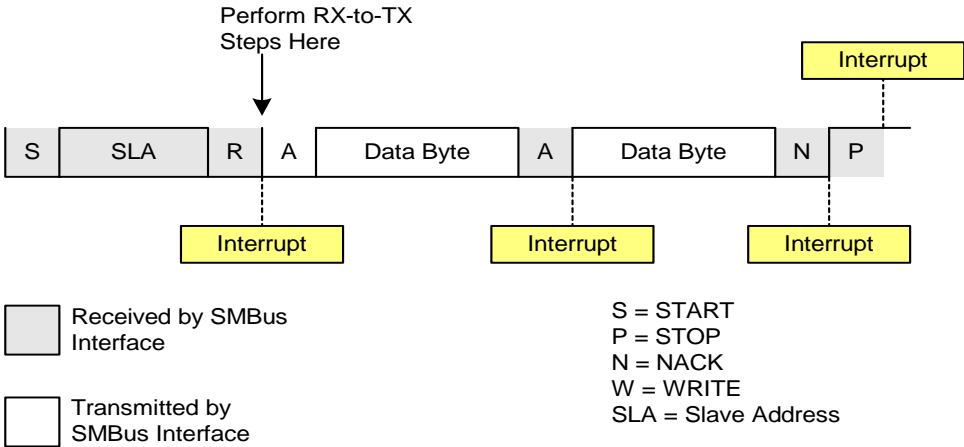 Perform RX-to-TX
Steps Here
Interrupt
S SLA R A Data Byte A Data Byte N P
Interrupt Interrupt Interrupt
Received by SMBus
Interface
Transmitted by
SMBus Interface
S = START
P = STOP
N = NACK
W = WRITE
SLA = Slave Address